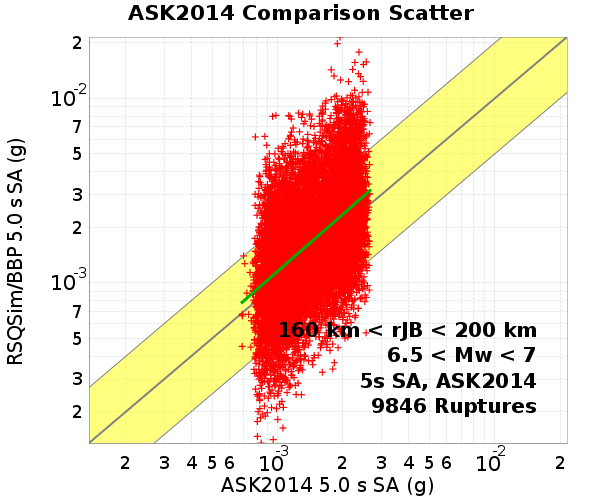 ASK2014 Comparison Scatter
RSQSim/BBP 5.0 s SA (g)
2
10-2
7
5
3
2
10-3
7
5
3
2
160 km < rJB < 200 km
6.5 < Mw < 7
5s SA, ASK2014
9846 Ruptures
2 3 4 5 6 10-3 2 3 4 5 6 10-2 2
ASK2014 5.0 s SA (g)